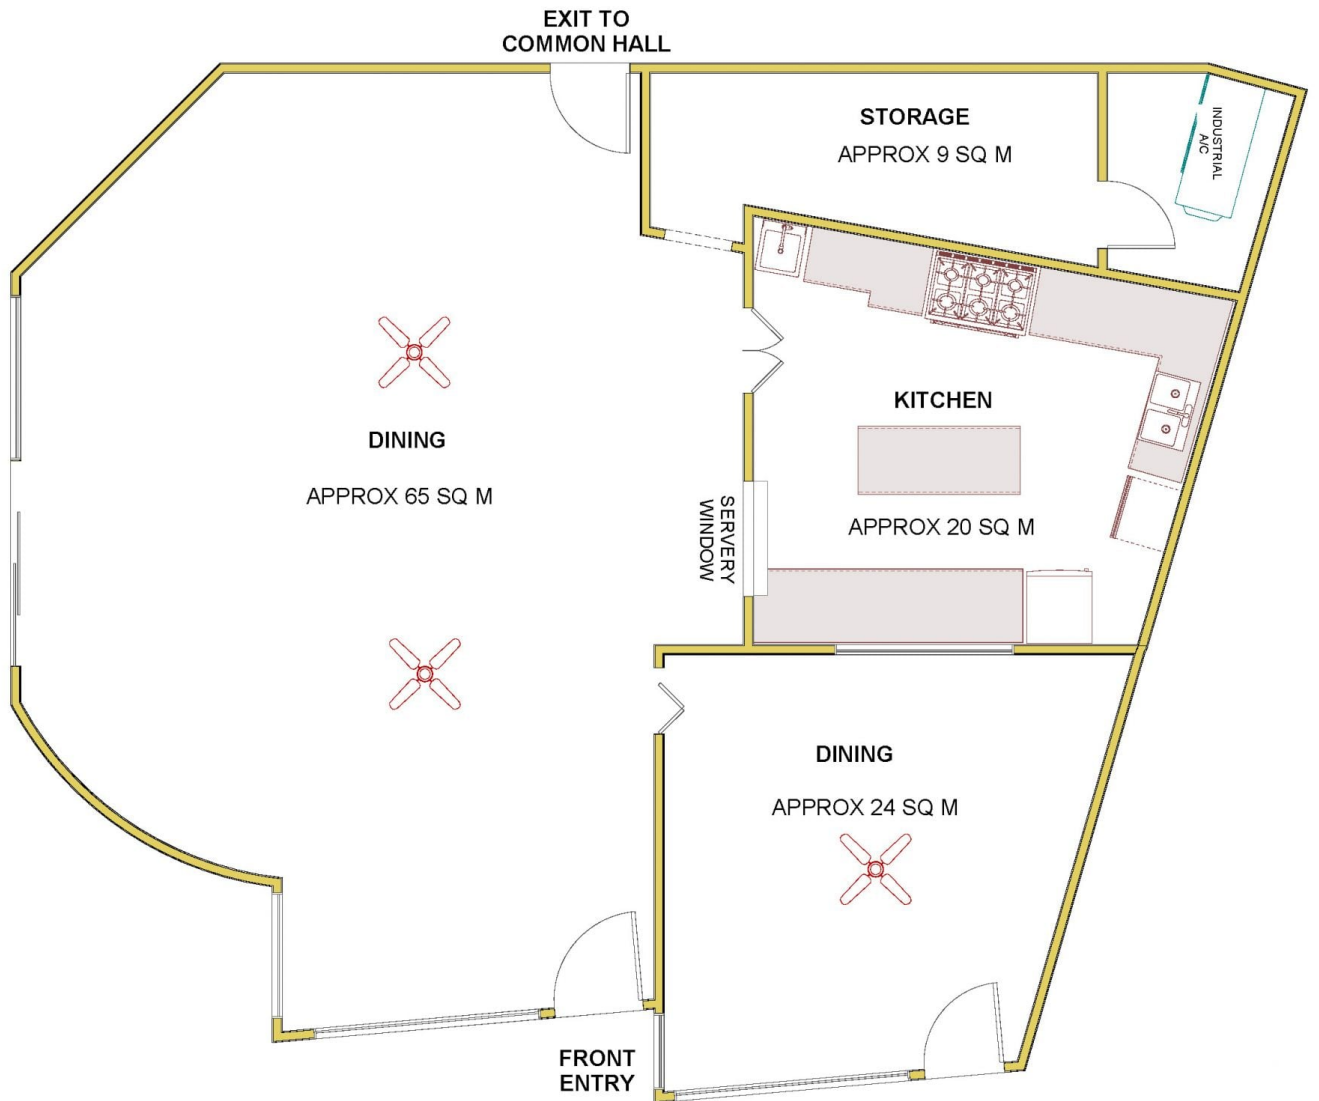 EXIT TO
COMMON HALL
STORAGE
APPROX 9 SQ M
INDUSTRIAL
A/C
KITCHEN
DINING
APPROX 65 SQ M
SERVERY
WINDOW
APPROX 20 SQ M
DINING
APPROX 24 SQ M
FRONT
ENTRY